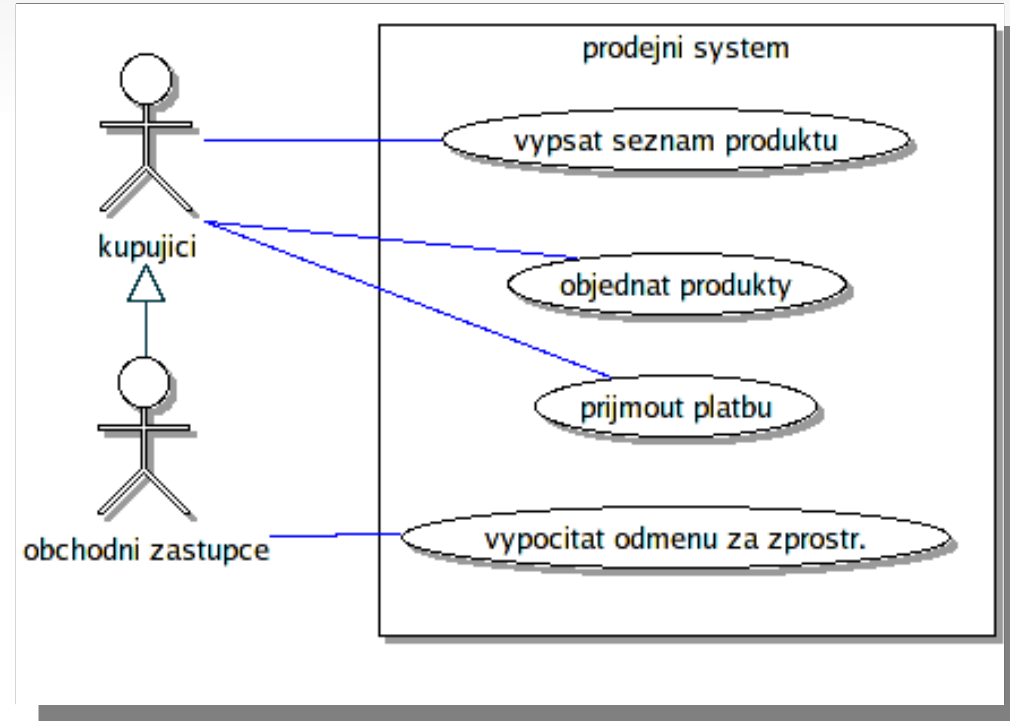 prodejni system
vypsat seznam produktu
kupujici
objednat produkty
prijmout platbu
obchodni zastupce
vypocitat odmenu za zprostr.